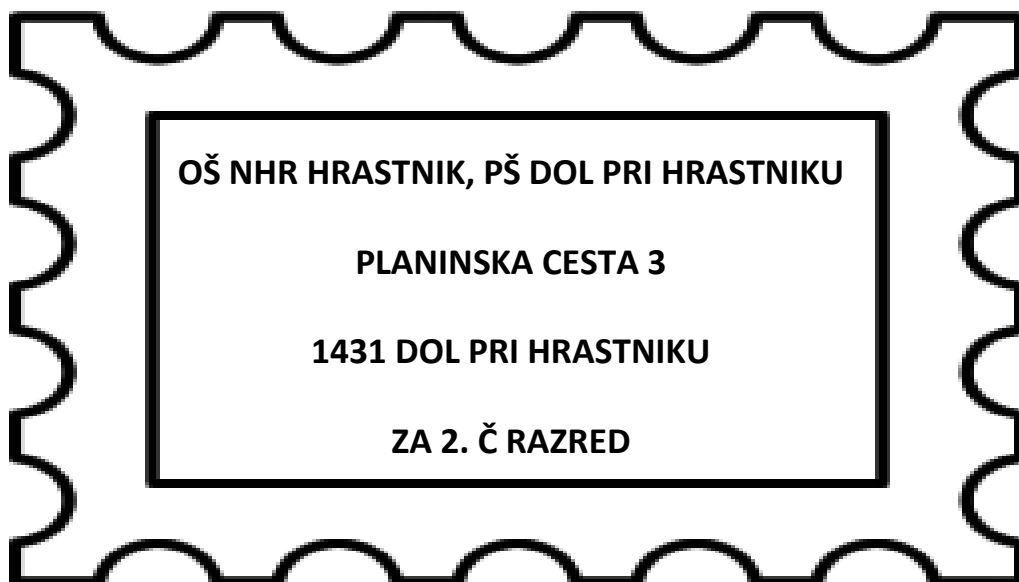 OŠ NHR HRASTNIK, PŠ DOL PRI HRASTNIKU
PLANINSKA CESTA 3
1431 DOL PRI HRASTNIKU
ZA 2. Č RAZRED